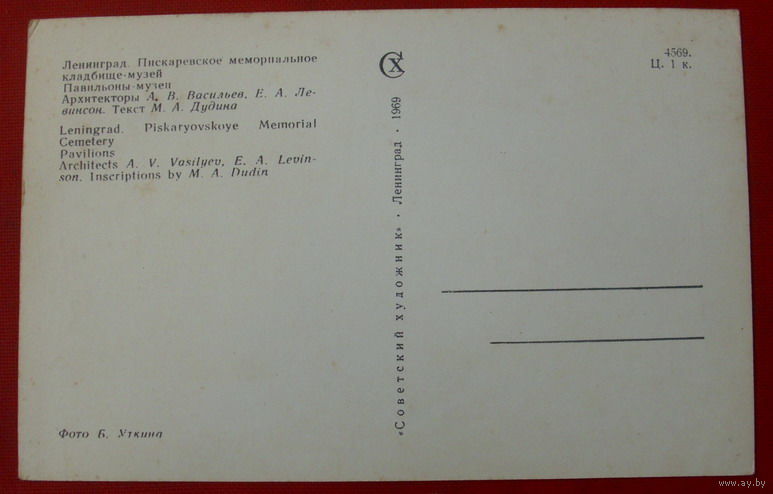 Ленинград. Пискаревское мемориальное
кладбище-музей
Павильоны-музеи
Архитекторы А. В. Васильев, Е. А. Ле-
винсон. Текст М. А. Дудина
Leningrad. Piskaryovskoye Memorial
Cemetery
Pavilions
Architects A. V. Vasilyev, E. A. Levin-
son. Inscriptions by M. A. Dudin
Фото Б. Уткина
СХ
«Советский художник» · Ленинград · 1969
4569.
Ц. 1 к.
www.ay.by